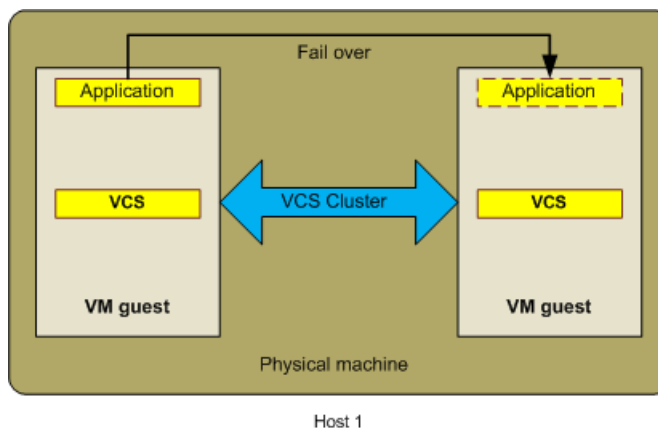 Fail over
Application
Application
VCS
VCS Cluster
VCS
VM guest
VM guest
Physical machine
Host 1